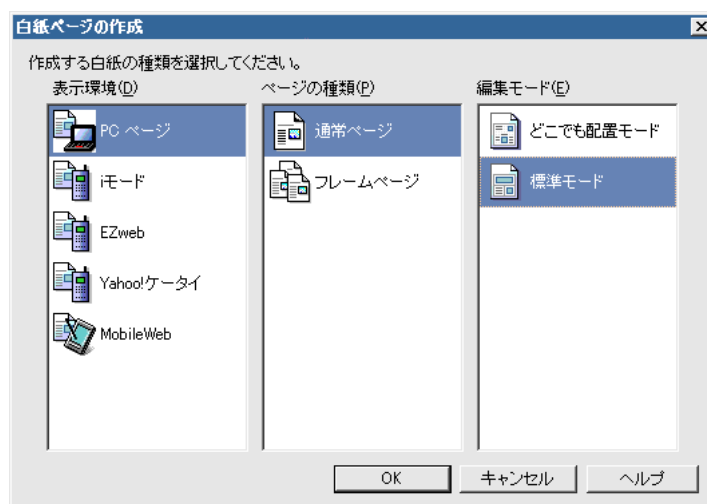 白紙ページの作成
作成する白紙の種類を選択してください。
表示環境(D)
PC ページ
iモード
EZweb
Yahoo!ケータイ
MobileWeb
ページの種類(P)
通常ページ
フレームページ
編集モード(E)
どこでも配置モード
標準モード
OK
キャンセル
ヘルプ